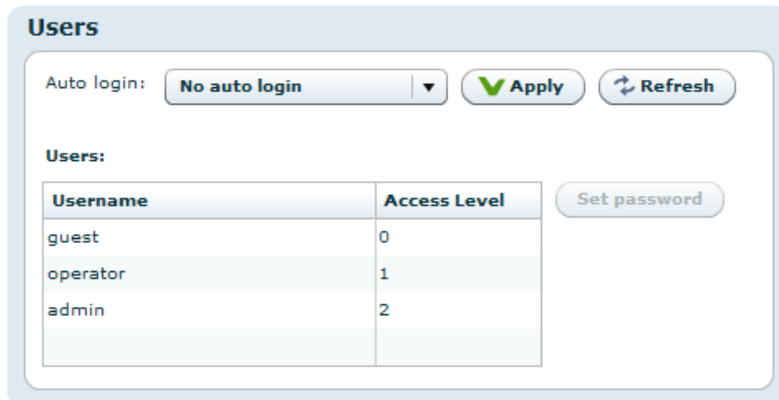 Users
Auto login: No auto login Apply Refresh
Users:
Username Access Level Set password
guest 0
operator 1
admin 2